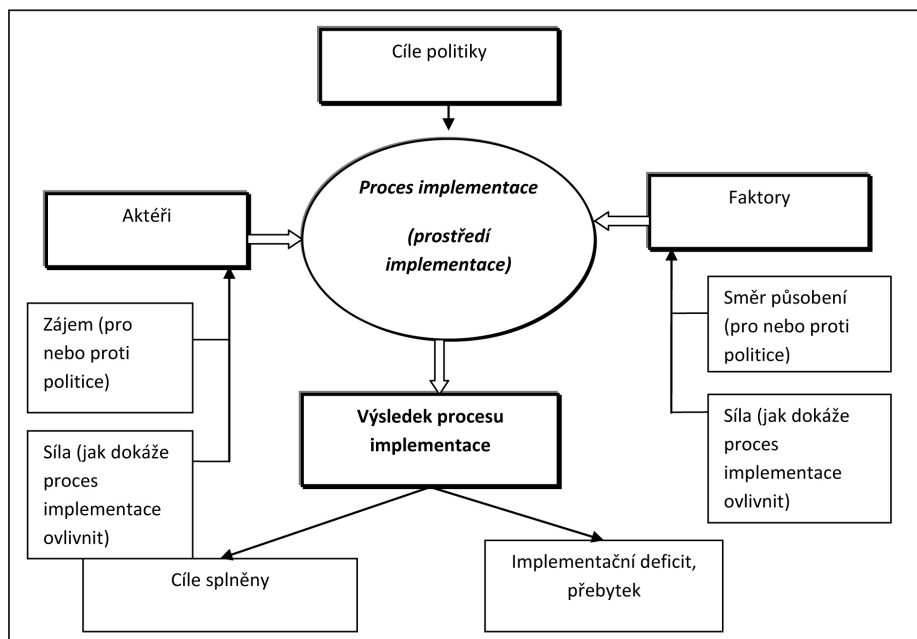 Cíle politiky
Proces implementace
(prostředí
implementace)
Aktéři
Faktory
Zájem (pro
nebo proti
politice)
Směr působení
(pro nebo proti
politice)
Výsledek procesu
implementace
Síla (jak dokáže
proces
implementace
ovlivnit)
Síla (jak dokáže
proces
implementace
ovlivnit)
Cíle splněny
Implementační deficit,
přebytek